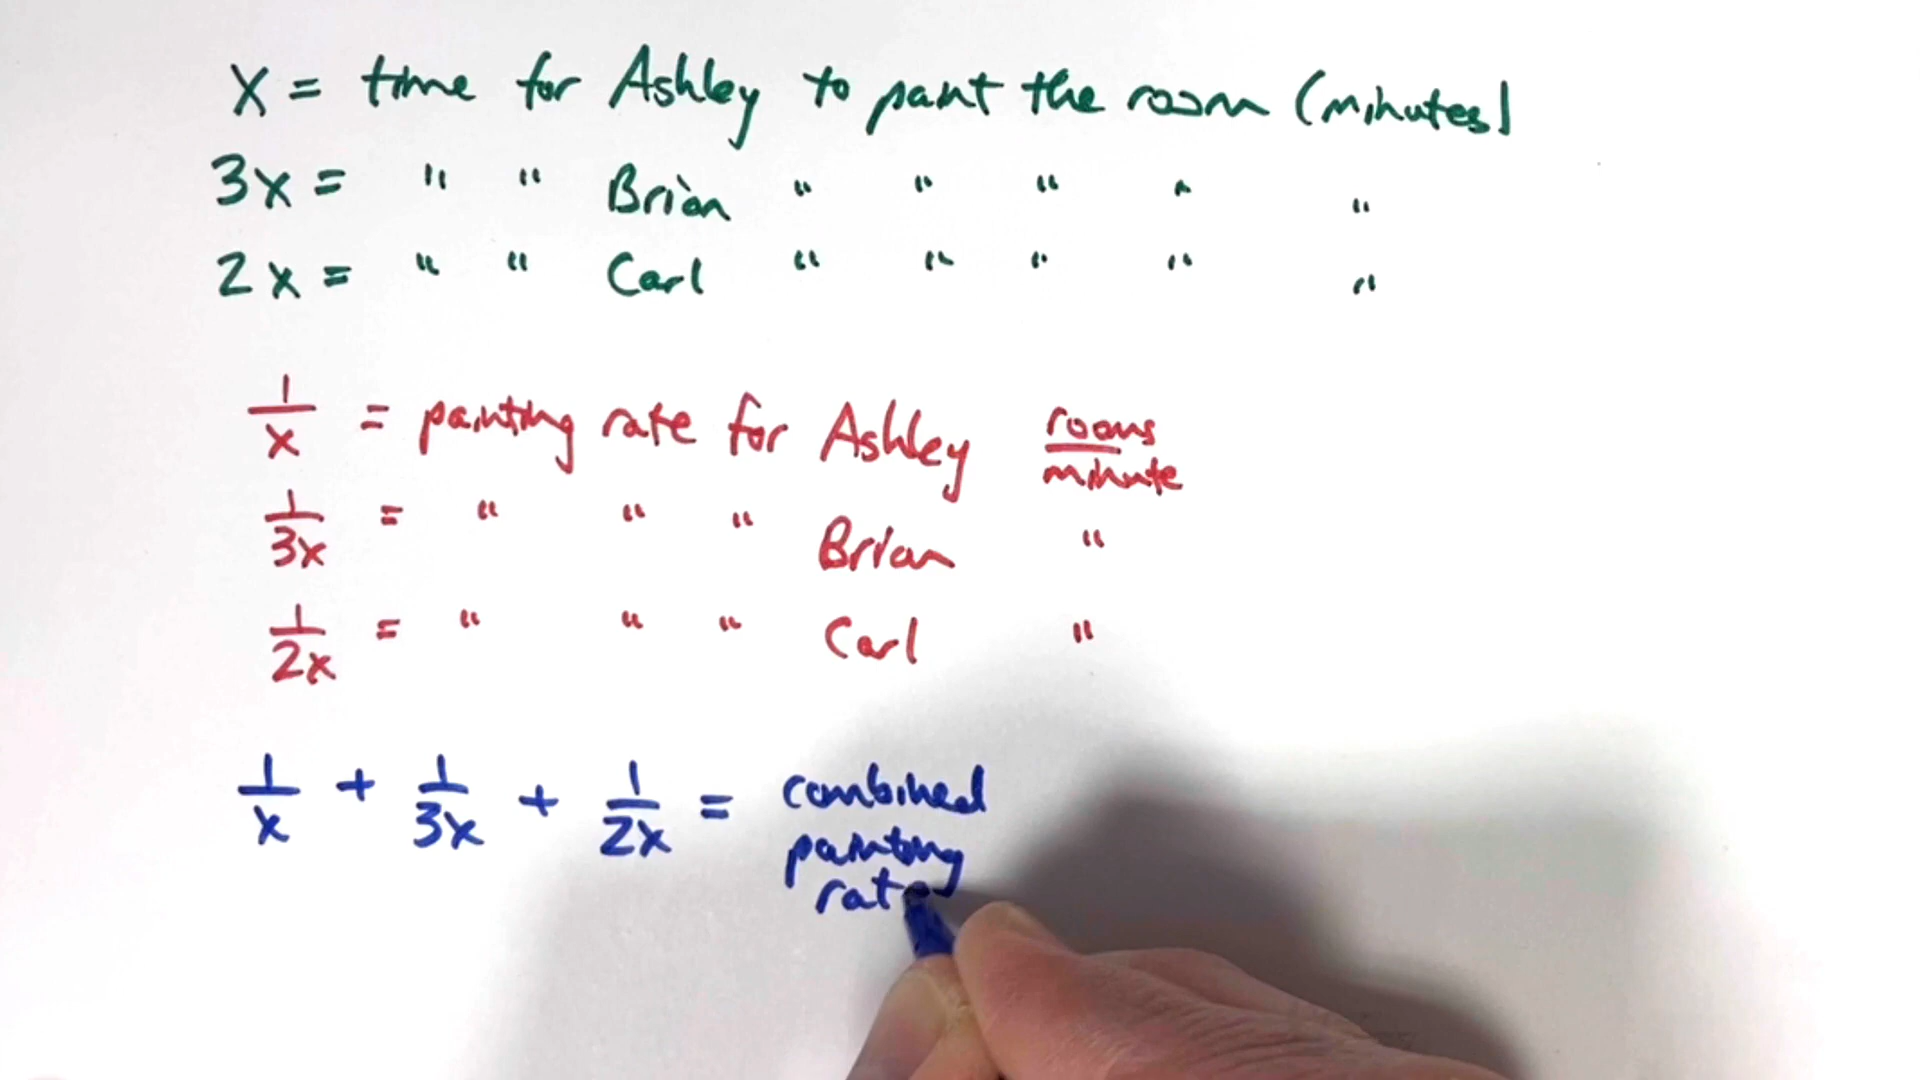 x = time for Ashley to paint the room (minutes)
3x = " " Brian " " " " "
2x = " " Carl " " " " "
1/x = painting rate for Ashley rooms/minute
1/3x = " " " Brian "
1/2x = " " " Carl "
1/x + 1/3x + 1/2x = combined
painting
rate